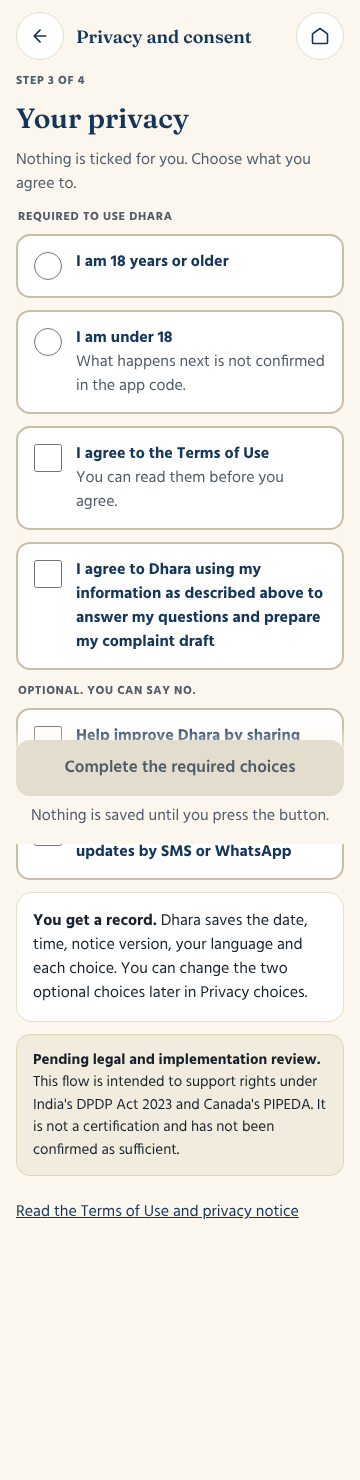 Privacy and consent
STEP 3 OF 4
Your privacy
Nothing is ticked for you. Choose what you
agree to.
REQUIRED TO USE DHARA
I am 18 years or older
I am under 18
What happens next is not confirmed
in the app code.
I agree to the Terms of Use
You can read them before you
agree.
I agree to Dhara using my
information as described above to
answer my questions and prepare
my complaint draft
OPTIONAL. YOU CAN SAY NO.
Help improve Dhara by sharing
Complete the required choices
Nothing is saved until you press the button.
updates by SMS or WhatsApp
You get a record. Dhara saves the date,
time, notice version, your language and
each choice. You can change the two
optional choices later in Privacy choices.
Pending legal and implementation review.
This flow is intended to support rights under
India's DPDP Act 2023 and Canada's PIPEDA. It
is not a certification and has not been
confirmed as sufficient.
Read the Terms of Use and privacy notice